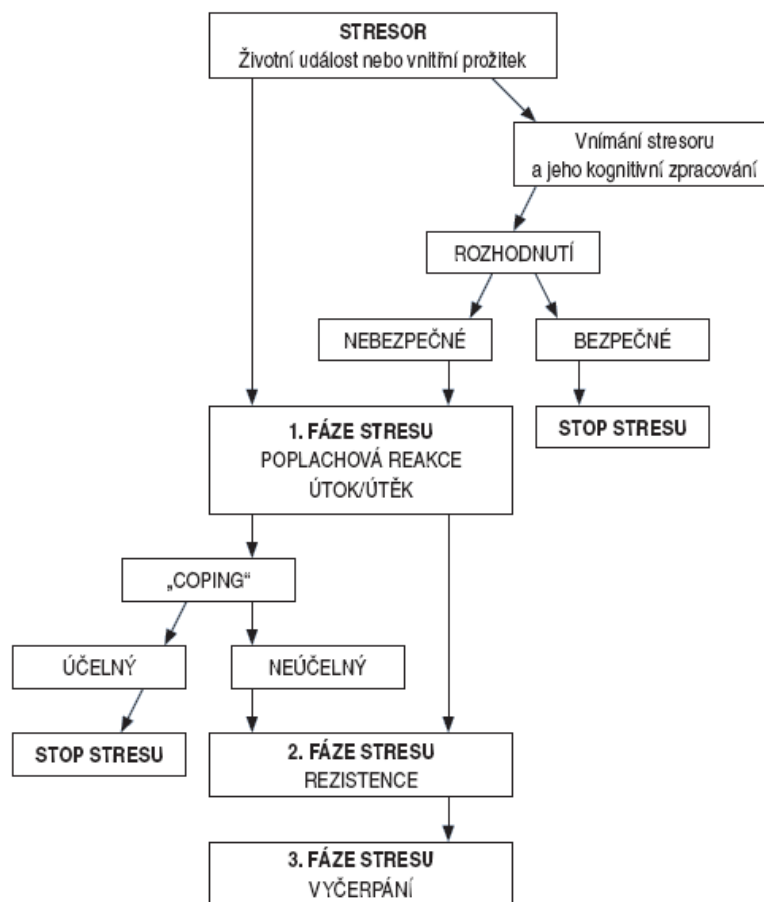 STRESOR
Životní událost nebo vnitřní prožitek
Vnímání stresoru
a jeho kognitivní zpracování
ROZHODNUTÍ
NEBEZPEČNÉ
BEZPEČNÉ
1. FÁZE STRESU
POPLACHOVÁ REAKCE
ÚTOK/ÚTĚK
STOP STRESU
„COPING“
ÚČELNÝ
NEÚČELNÝ
STOP STRESU
2. FÁZE STRESU
REZISTENCE
3. FÁZE STRESU
VYČERPÁNÍ